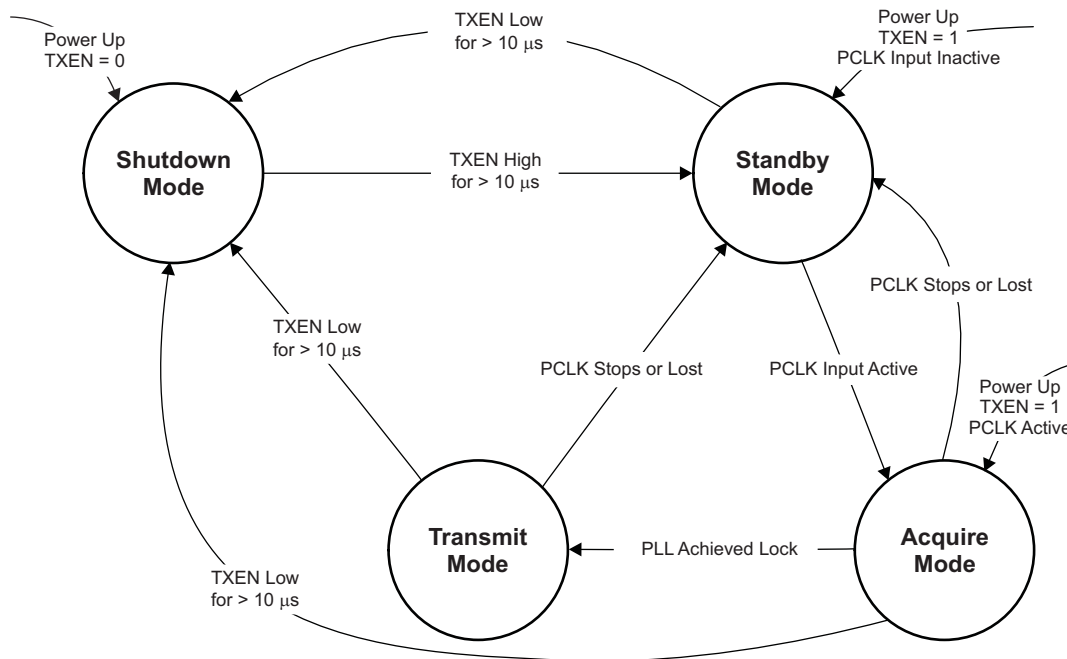 Power Up
TXEN = 0
TXEN Low
for > 10 μs
Power Up
TXEN = 1
PCLK Input Inactive
Shutdown
Mode
TXEN High
for > 10 μs
Standby
Mode
PCLK Stops or Lost
TXEN Low
for > 10 μs
PCLK Stops or Lost
PCLK Input Active
Power Up
TXEN = 1
PCLK Active
Transmit
Mode
PLL Achieved Lock
Acquire
Mode
TXEN Low
for > 10 μs